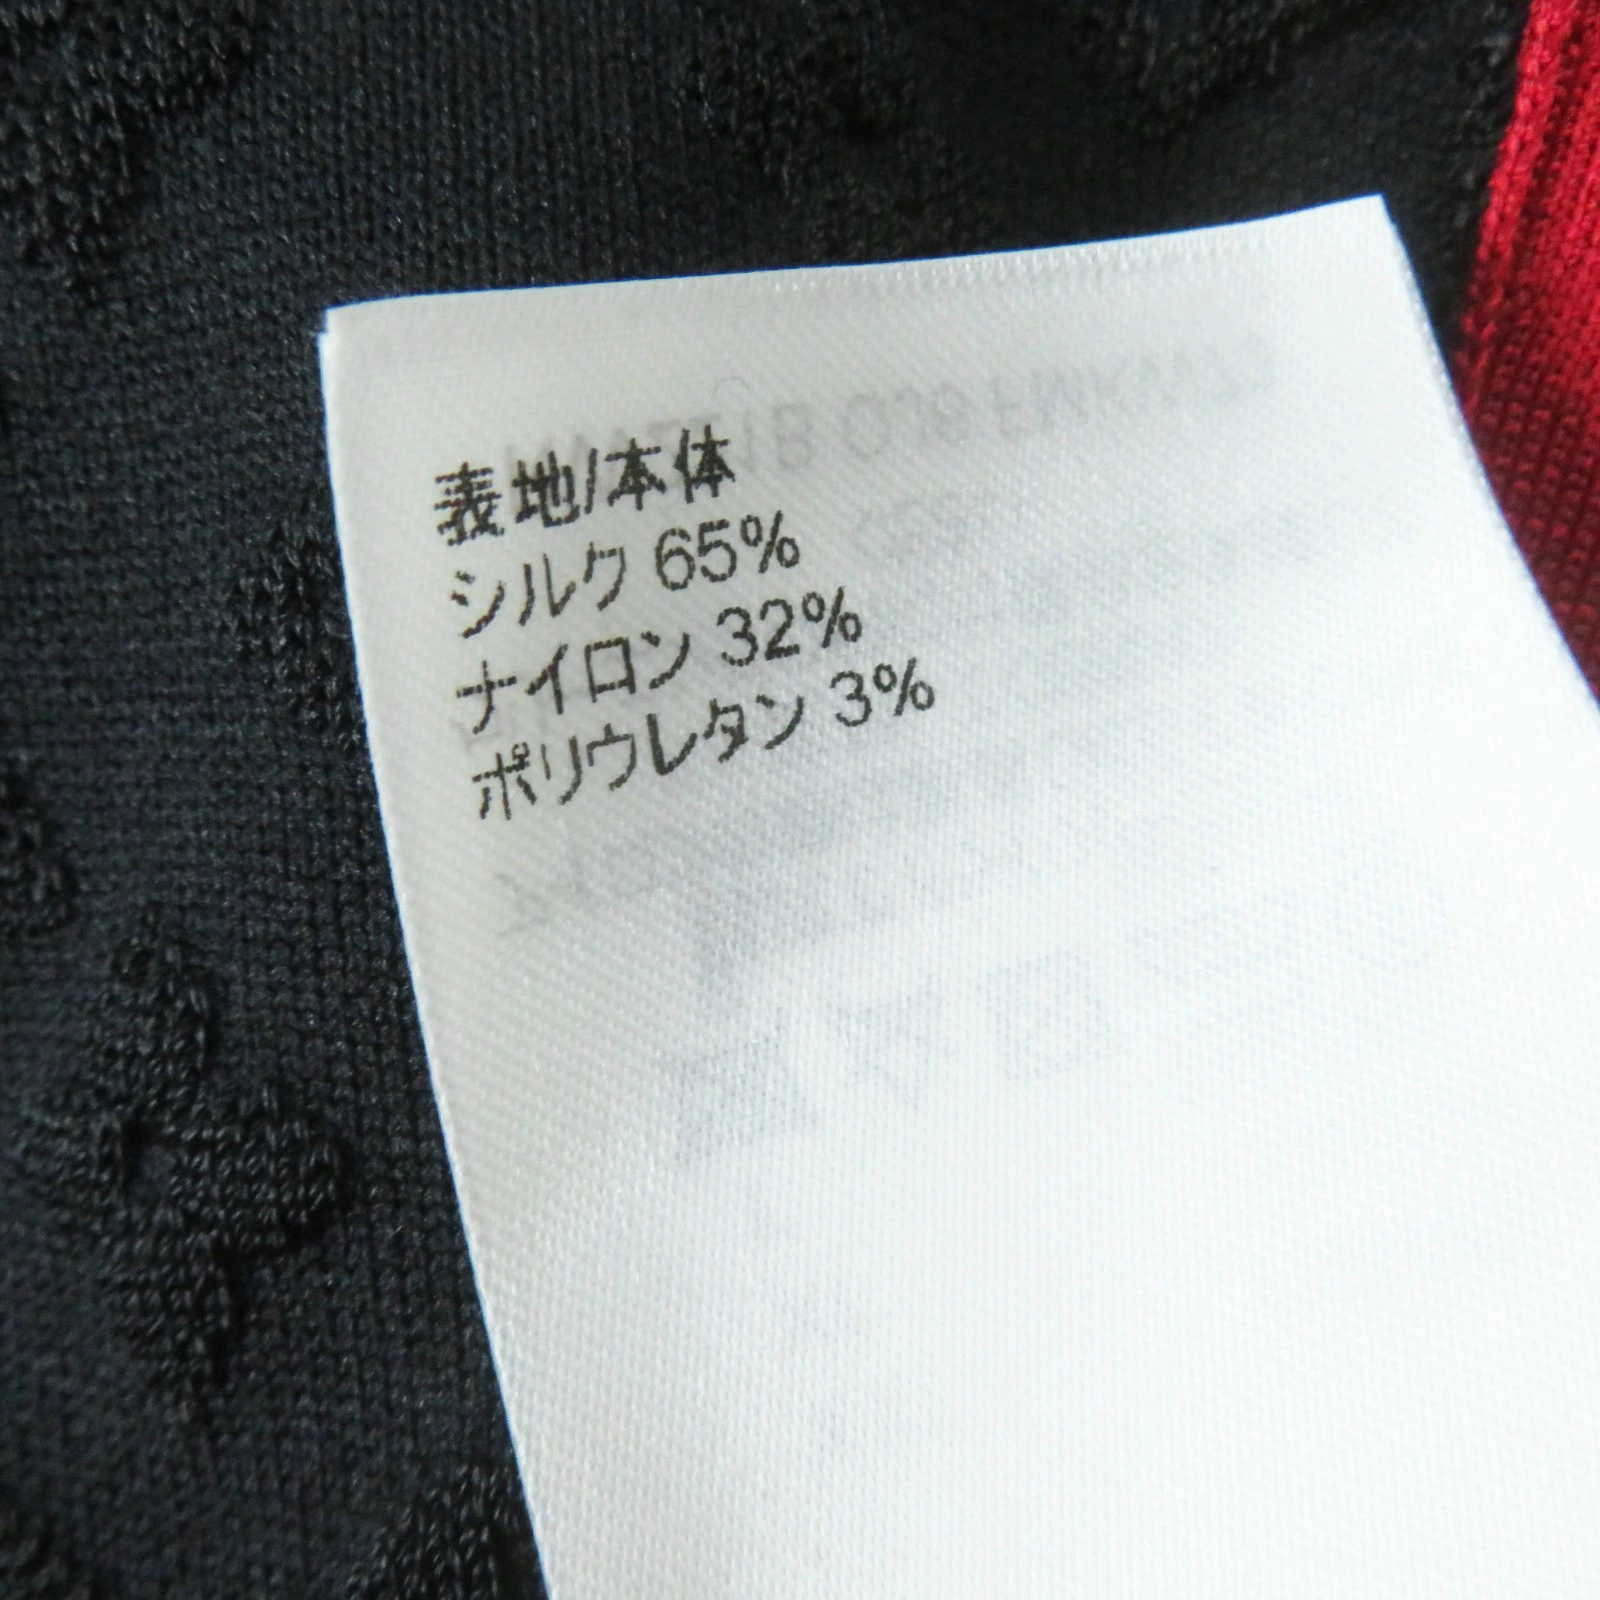 表地/本体
シルク 65%
ナイロン 32%
ポリウレタン 3%